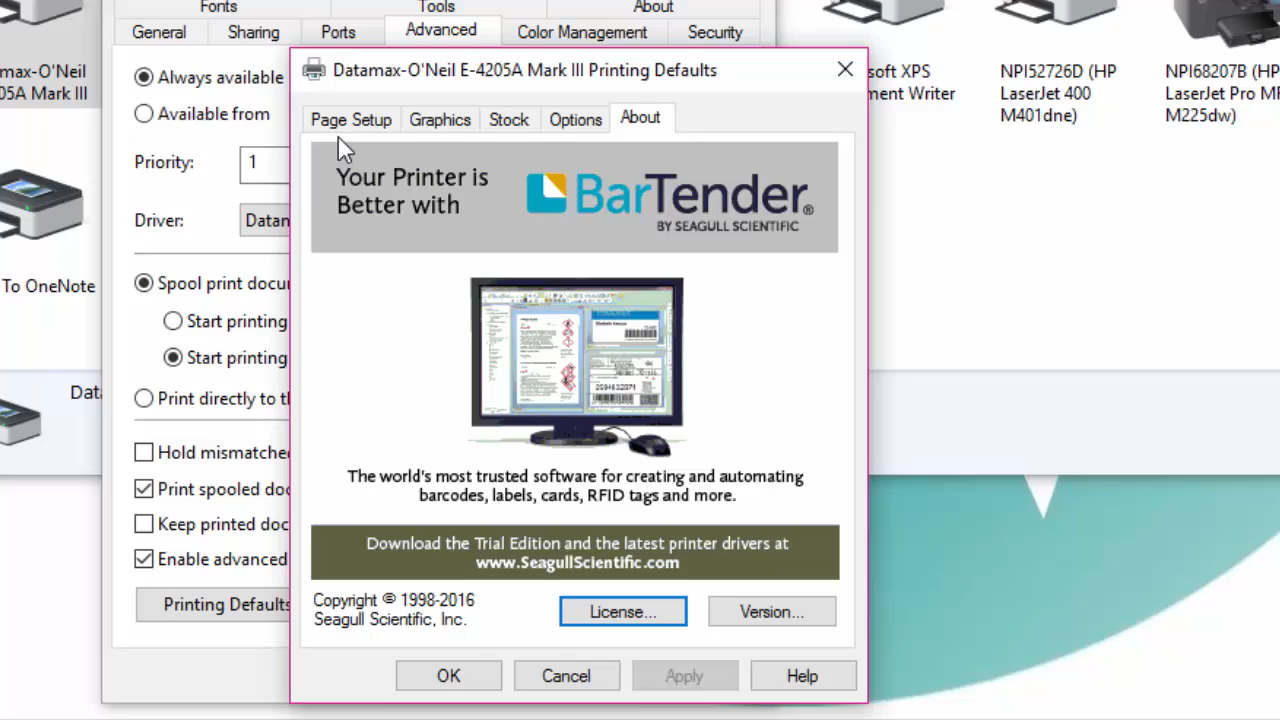 Fonts
Tools
About
General
Sharing
Ports
Advanced
Color Management
Security
max-O'Neil
05A Mark III
Always available
Available from
Priority:
1
Driver:
Datan
To OneNote
Spool print docu
Start printing
Start printing
Data
Print directly to th
Hold mismatche
Print spooled doc
Keep printed doc
Enable advanced
Printing Defaults
Datamax-O'Neil E-4205A Mark III Printing Defaults
Page Setup
Graphics
Stock
Options
About
Your Printer is
Better with
BarTender®
BY SEAGULL SCIENTIFIC
The world's most trusted software for creating and automating
barcodes, labels, cards, RFID tags and more.
Download the Trial Edition and the latest printer drivers at
www.SeagullScientific.com
Copyright © 1998-2016
Seagull Scientific, Inc.
License...
Version...
OK
Cancel
Apply
Help
soft XPS
ment Writer
NPI52726D (HP
LaserJet 400
M401dne)
NPI68207B (HP
LaserJet Pro MF
M225dw)